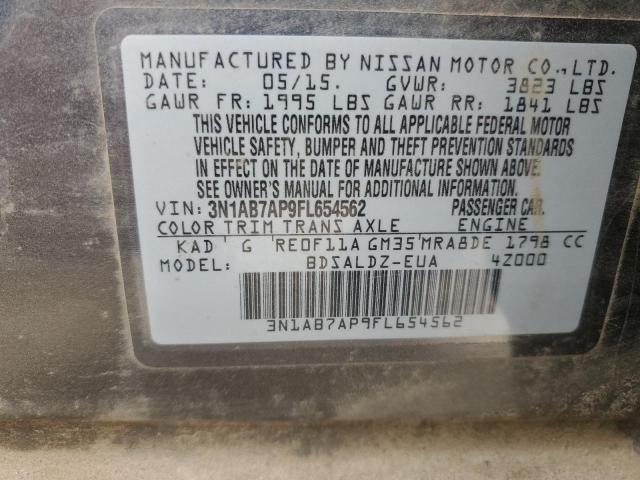 MANUFACTURED BY NISSAN MOTOR CO.,LTD.
DATE: 05/15. GVWR: 3823 LBS
GAWR FR: 1995 LBS GAWR RR: 1841 LBS
THIS VEHICLE CONFORMS TO ALL APPLICABLE FEDERAL MOTOR
VEHICLE SAFETY, BUMPER AND THEFT PREVENTION STANDARDS
IN EFFECT ON THE DATE OF MANUFACTURE SHOWN ABOVE.
SEE OWNER'S MANUAL FOR ADDITIONAL INFORMATION.
VIN: 3N1AB7AP9FL654562 PASSENGER CAR.
COLOR TRIM TRANS AXLE ENGINE
KAD G RE0F11A GM35 MRA8DE 1798 CC
MODEL: BDSALDZ-EUA 4Z000
3N1AB7AP9FL654562